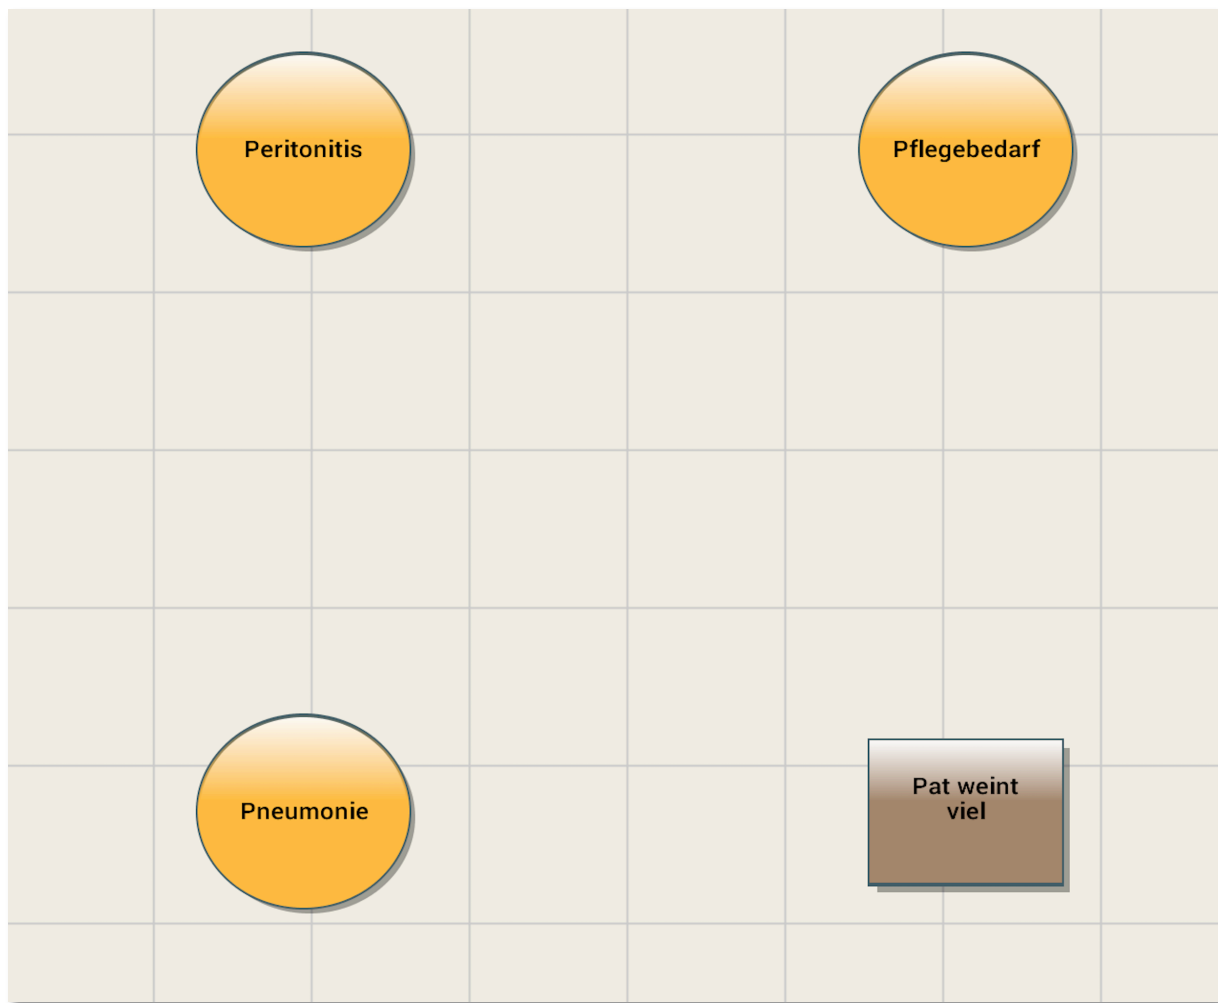 Peritonitis
Pflegebedarf
Pneumonie
Pat weint
viel